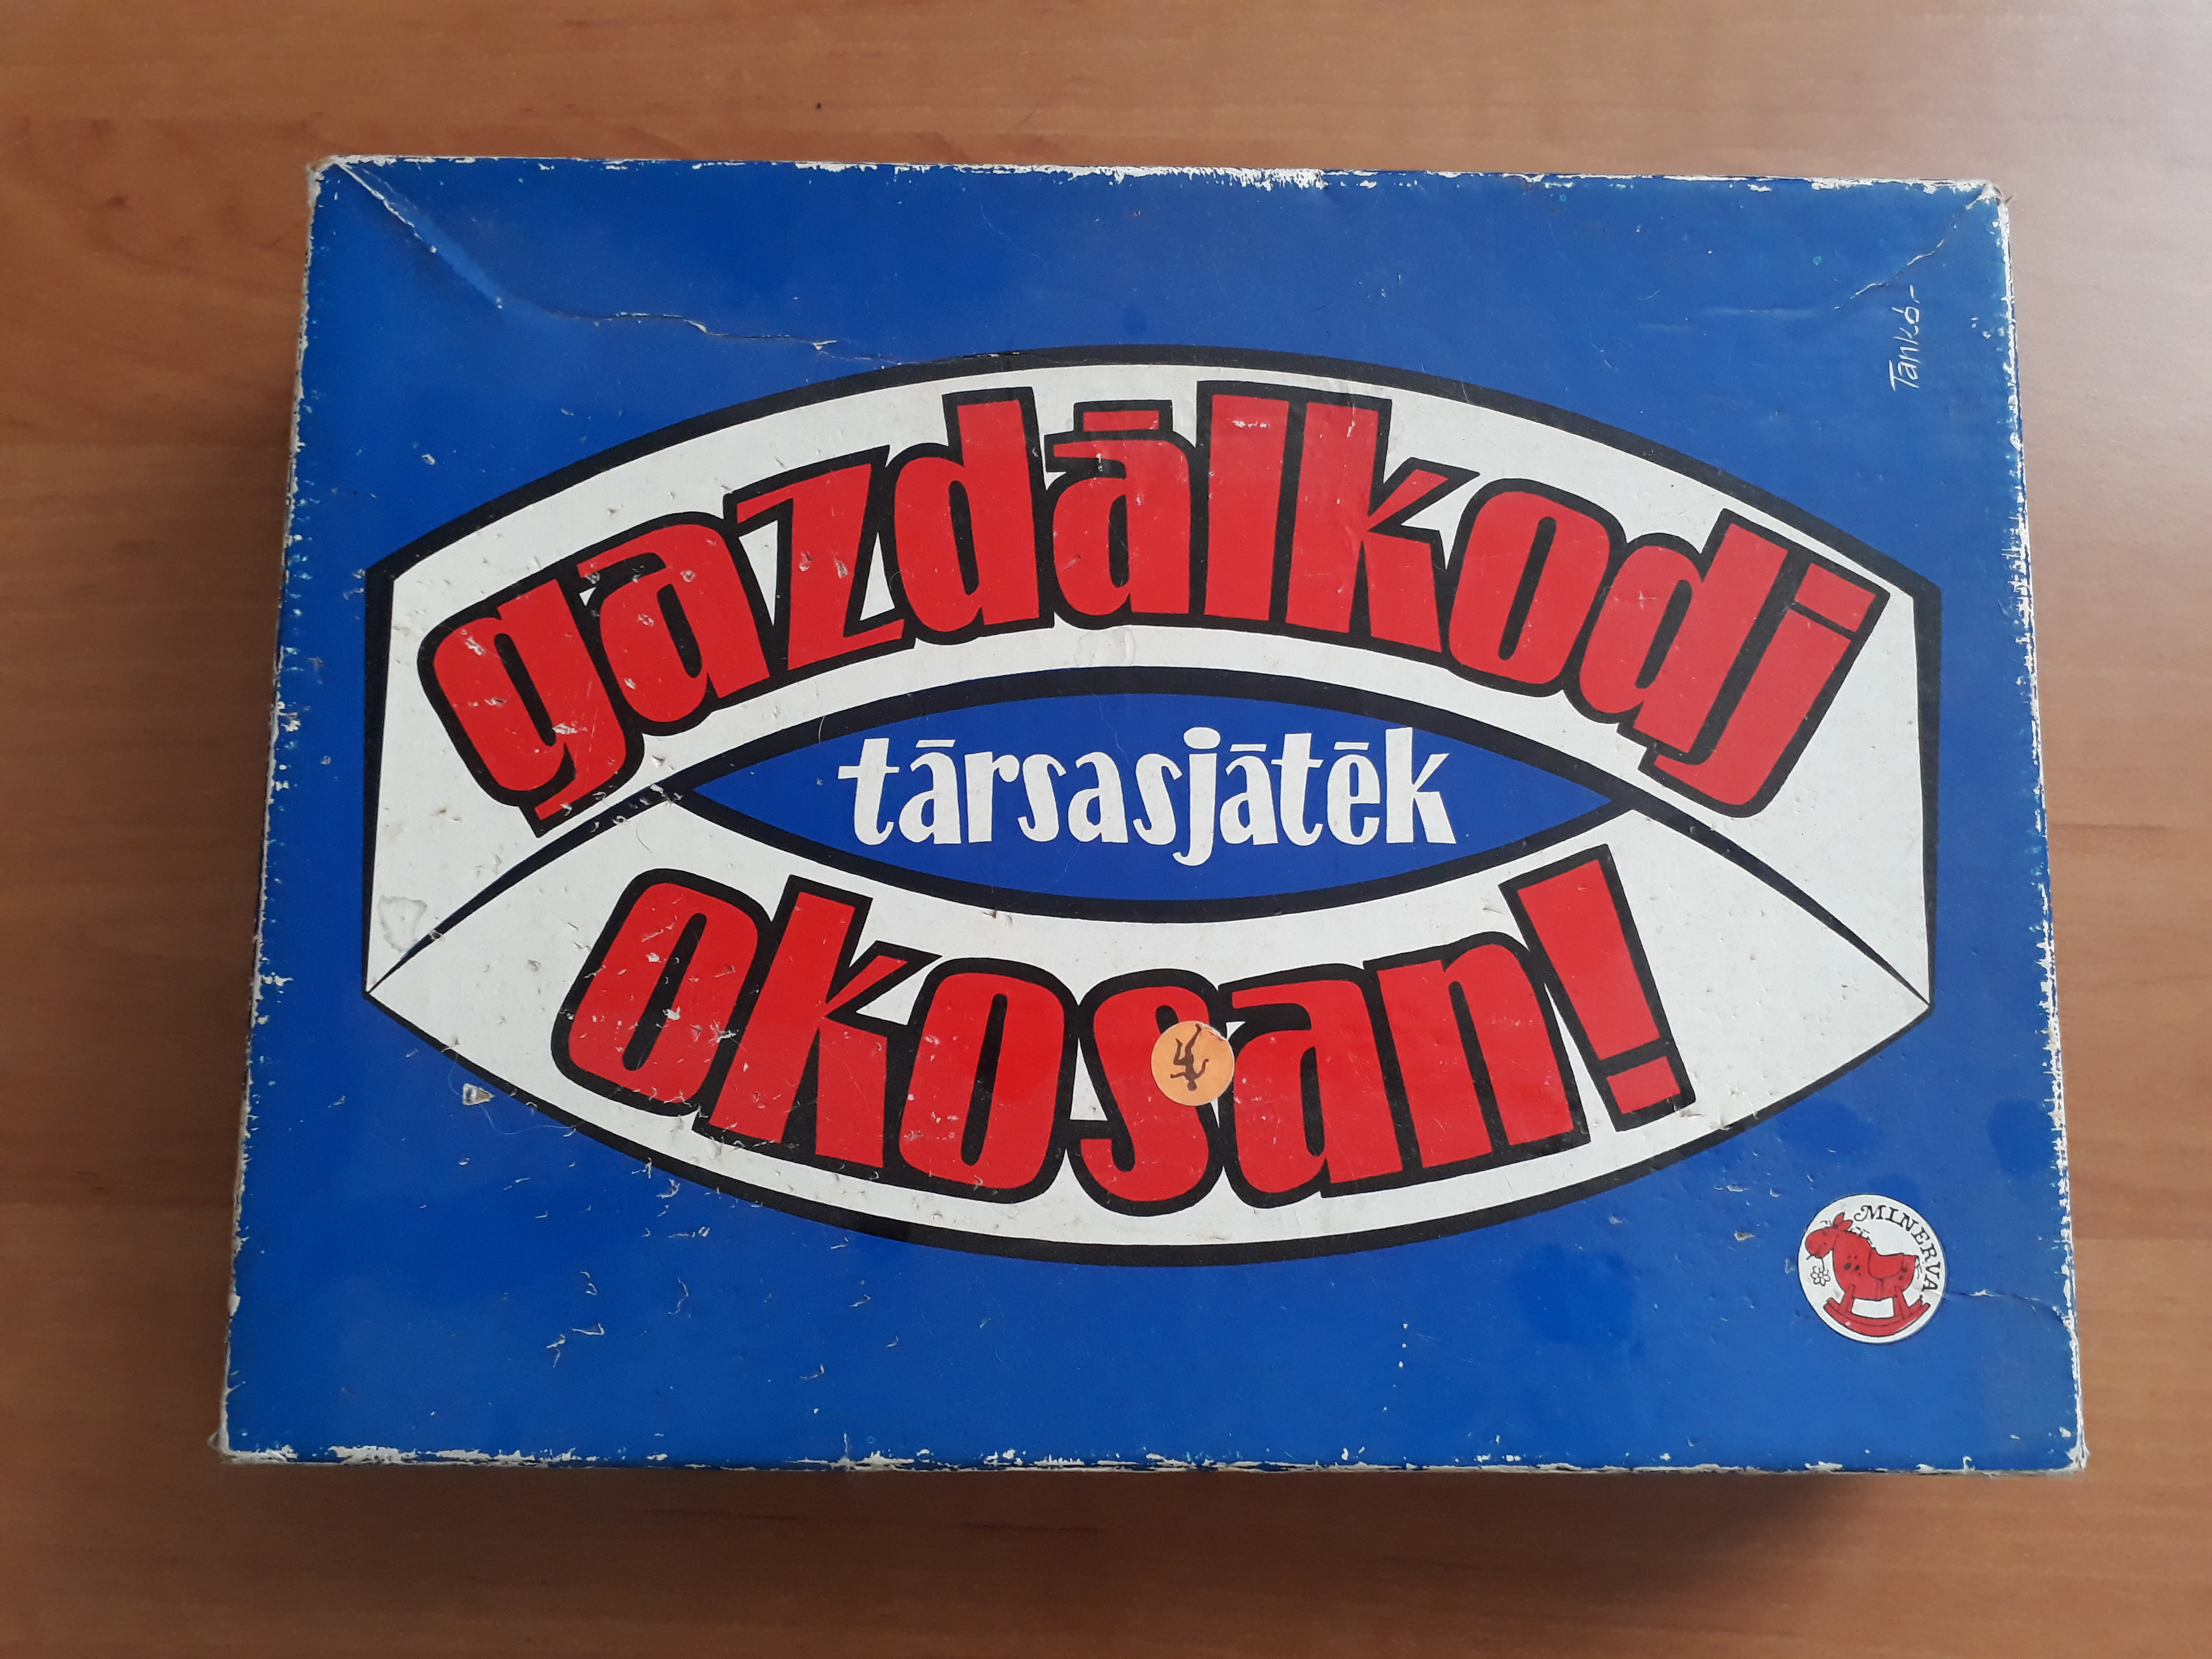 gazdálkodj
társasjáték
okosan!
Tankó.-
MINERVA